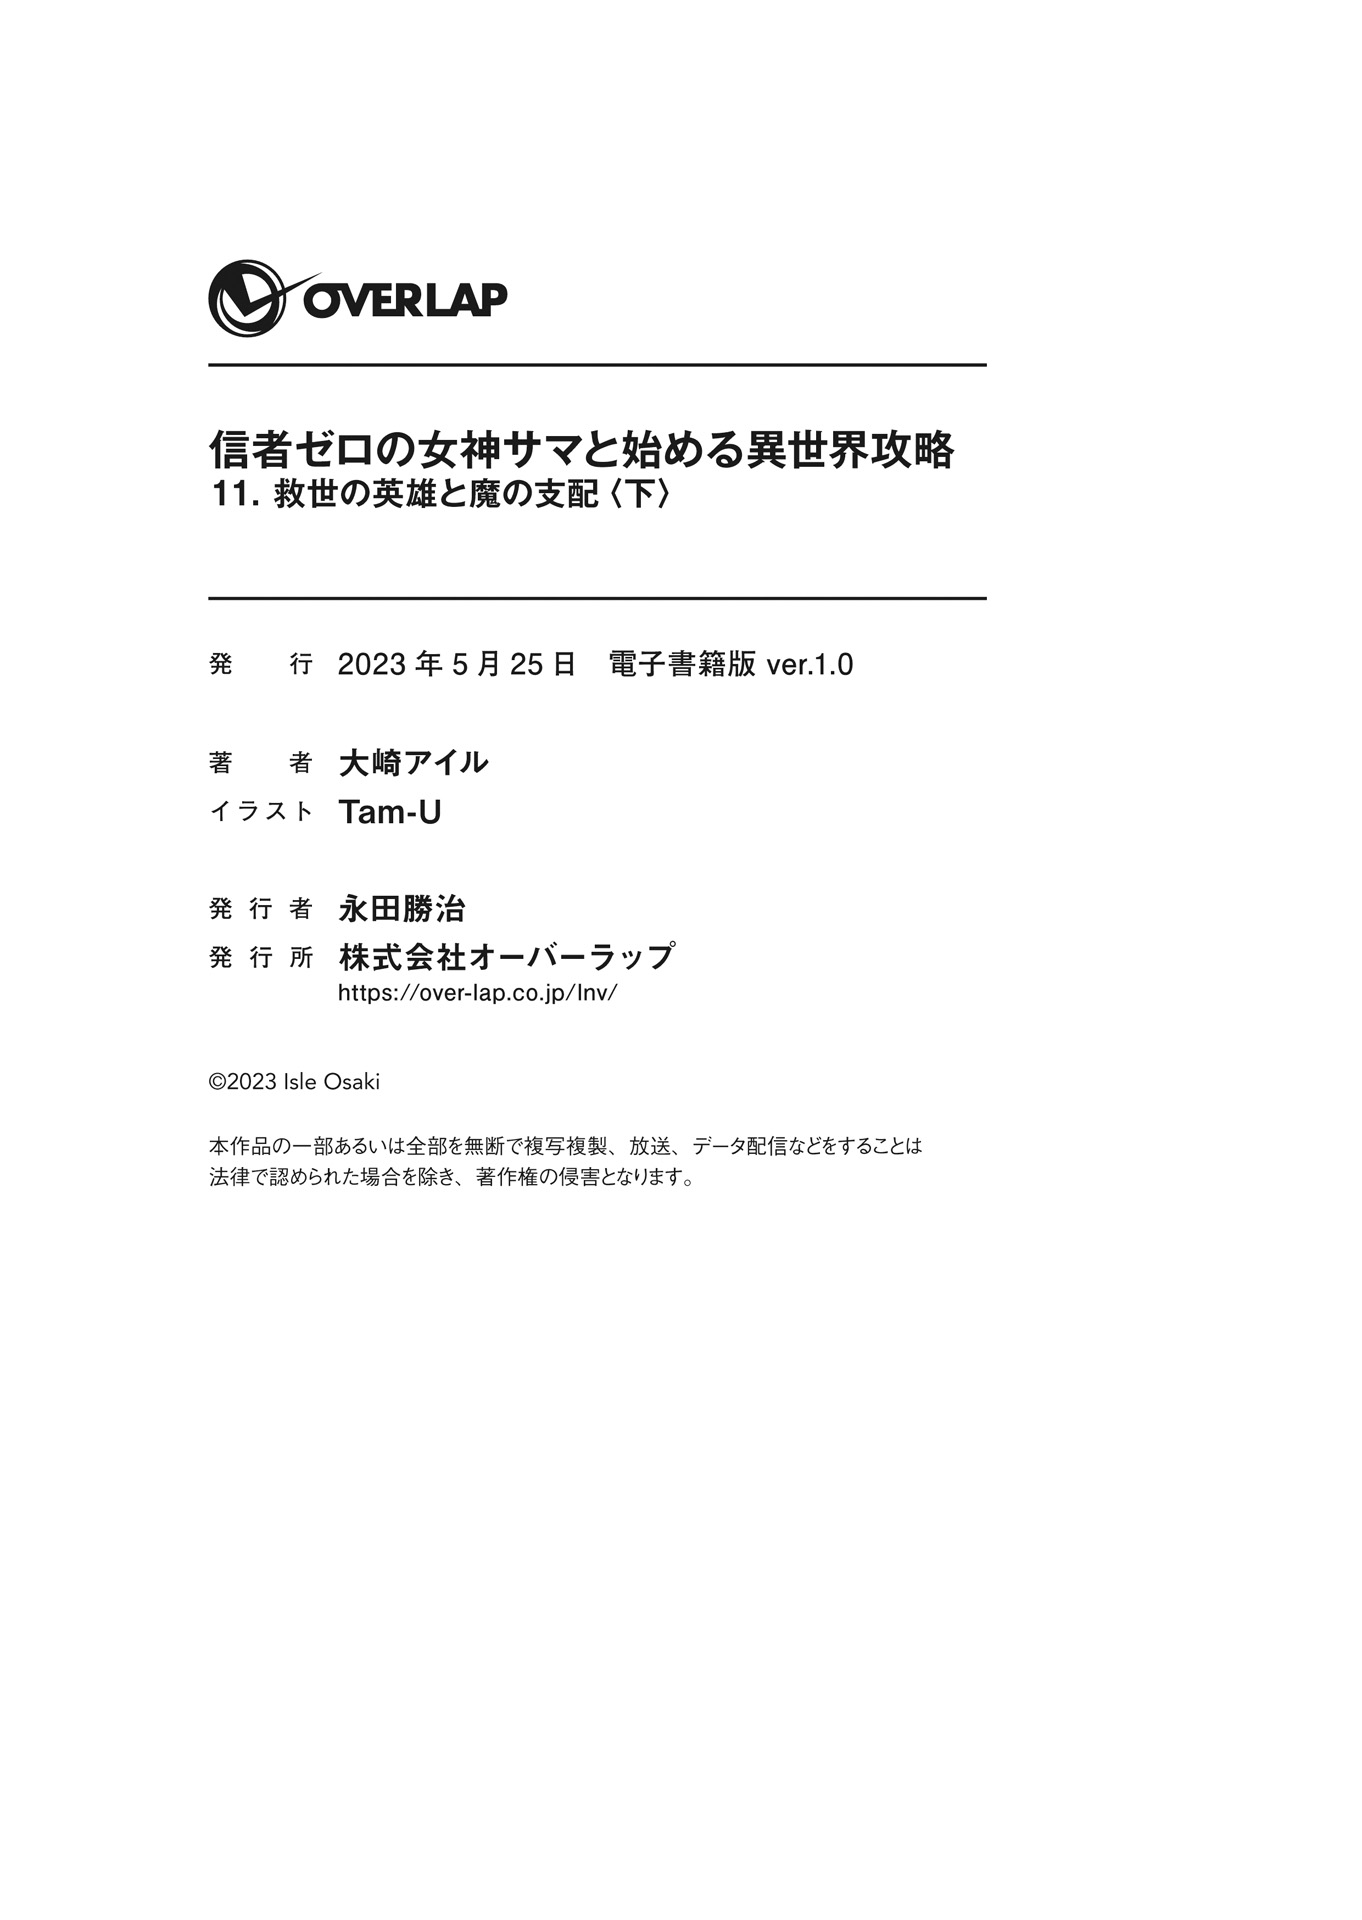 OVERLAP
信者ゼロの女神サマと始める異世界攻略
11. 救世の英雄と魔の支配〈下〉
発行 2023年5月25日 電子書籍版 ver.1.0
著者 大崎アイル
イラスト Tam-U
発行者 永田勝治
発行所 株式会社オーバーラップ
https://over-lap.co.jp/lnv/
©2023 Isle Osaki
本作品の一部あるいは全部を無断で複写複製、放送、データ配信などをすることは
法律で認められた場合を除き、著作権の侵害となります。